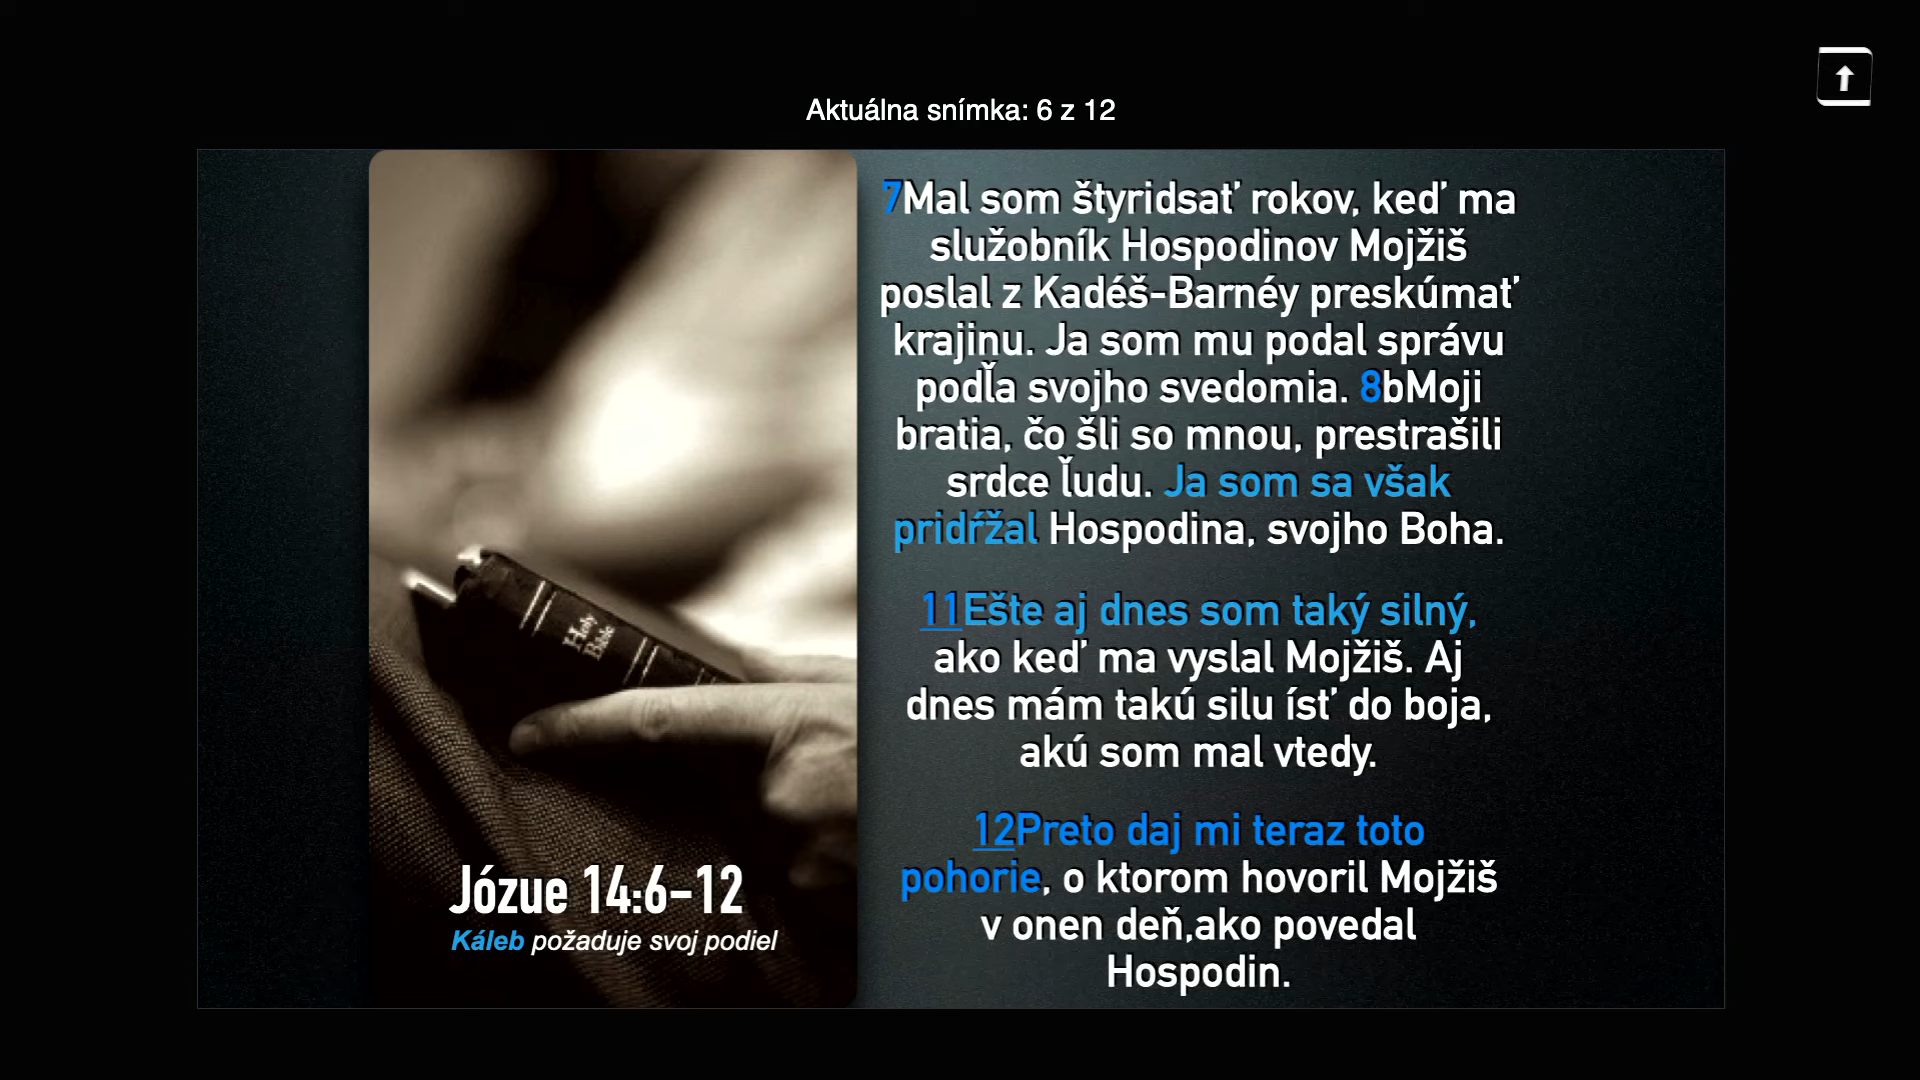 Aktuálna snímka: 6 z 12
7Mal som štyridsať rokov, keď ma
služobník Hospodinov Mojžiš
poslal z Kadéš-Barnéy preskúmať
krajinu. Ja som mu podal správu
podľa svojho svedomia. 8bMoji
bratia, čo šli so mnou, prestrašili
srdce ľudu. Ja som sa však
pridŕžal Hospodina, svojho Boha.
11Ešte aj dnes som taký silný,
ako keď ma vyslal Mojžiš. Aj
dnes mám takú silu ísť do boja,
akú som mal vtedy.
12Preto daj mi teraz toto
pohorie, o ktorom hovoril Mojžiš
v onen deň,ako povedal
Hospodin.
Holy
Bible
Józue 14:6-12
Káleb požaduje svoj podiel